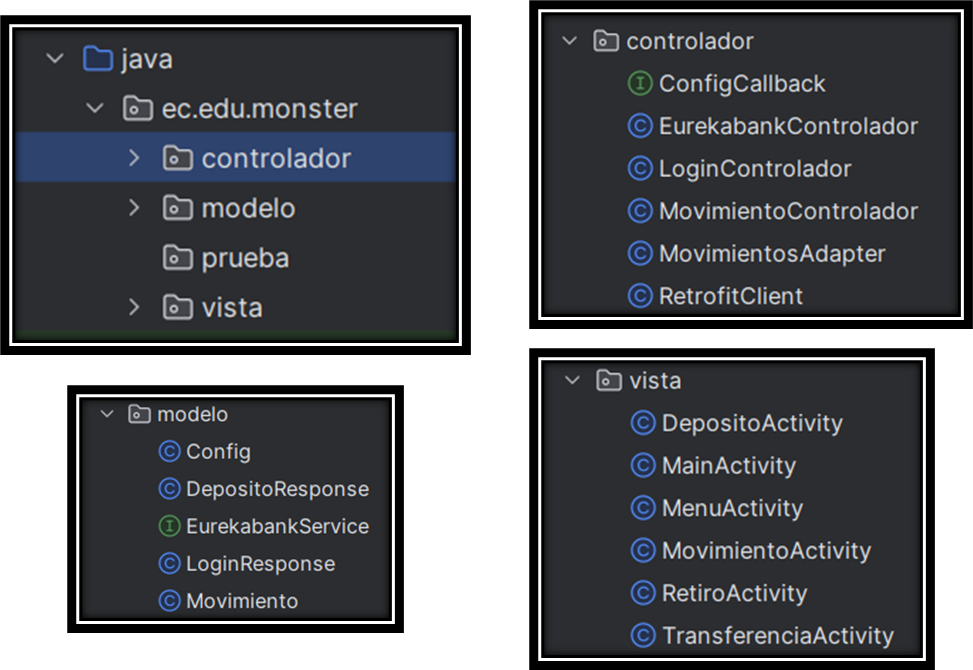 java
ec.edu.monster
controlador
modelo
prueba
vista
controlador
ConfigCallback
EurekabankControlador
LoginControlador
MovimientoControlador
MovimientosAdapter
RetrofitClient
modelo
Config
DepositoResponse
EurekabankService
LoginResponse
Movimiento
vista
DepositoActivity
MainActivity
MenuActivity
MovimientoActivity
RetiroActivity
TransferenciaActivity